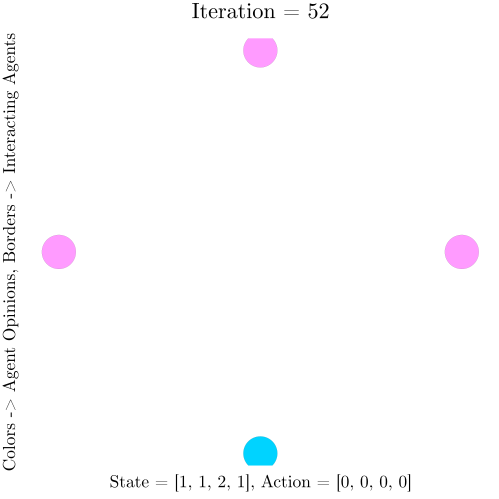 Iteration = 52
Colors -> Agent Opinions, Borders -> Interacting Agents
State = [1, 1, 2, 1], Action = [0, 0, 0, 0]